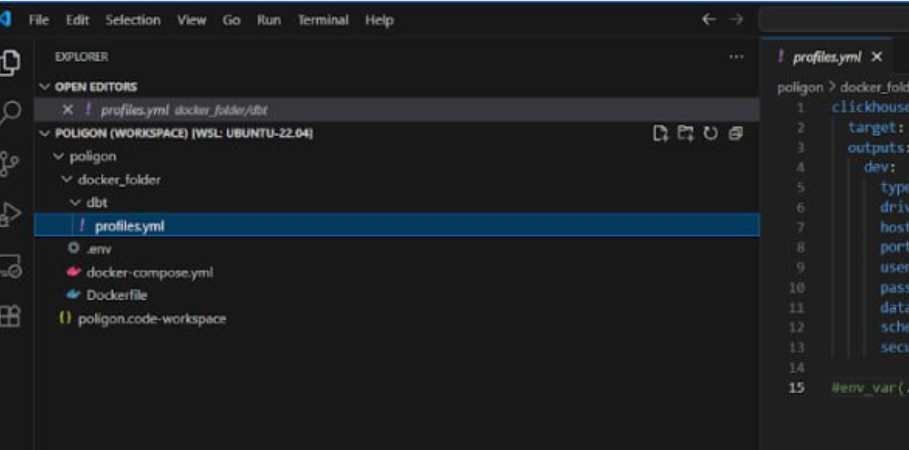 File Edit Selection View Go Run Terminal Help
EXPLORER
OPEN EDITORS
profiles.yml docker_folder/dbt
POLIGON (WORKSPACE) [WSL: UBUNTU-22.04]
poligon
docker_folder
dbt
! profiles.yml
.env
docker-compose.yml
Dockerfile
{} poligon.code-workspace
! profiles.yml
poligon > docker_fold
1 clickhouse
2 target:
3 outputs:
4 dev:
5 type
6 driv
7 host
8 port
9 user
10 pass
11 data
12 sche
13 secu
14
15 #env_var(.